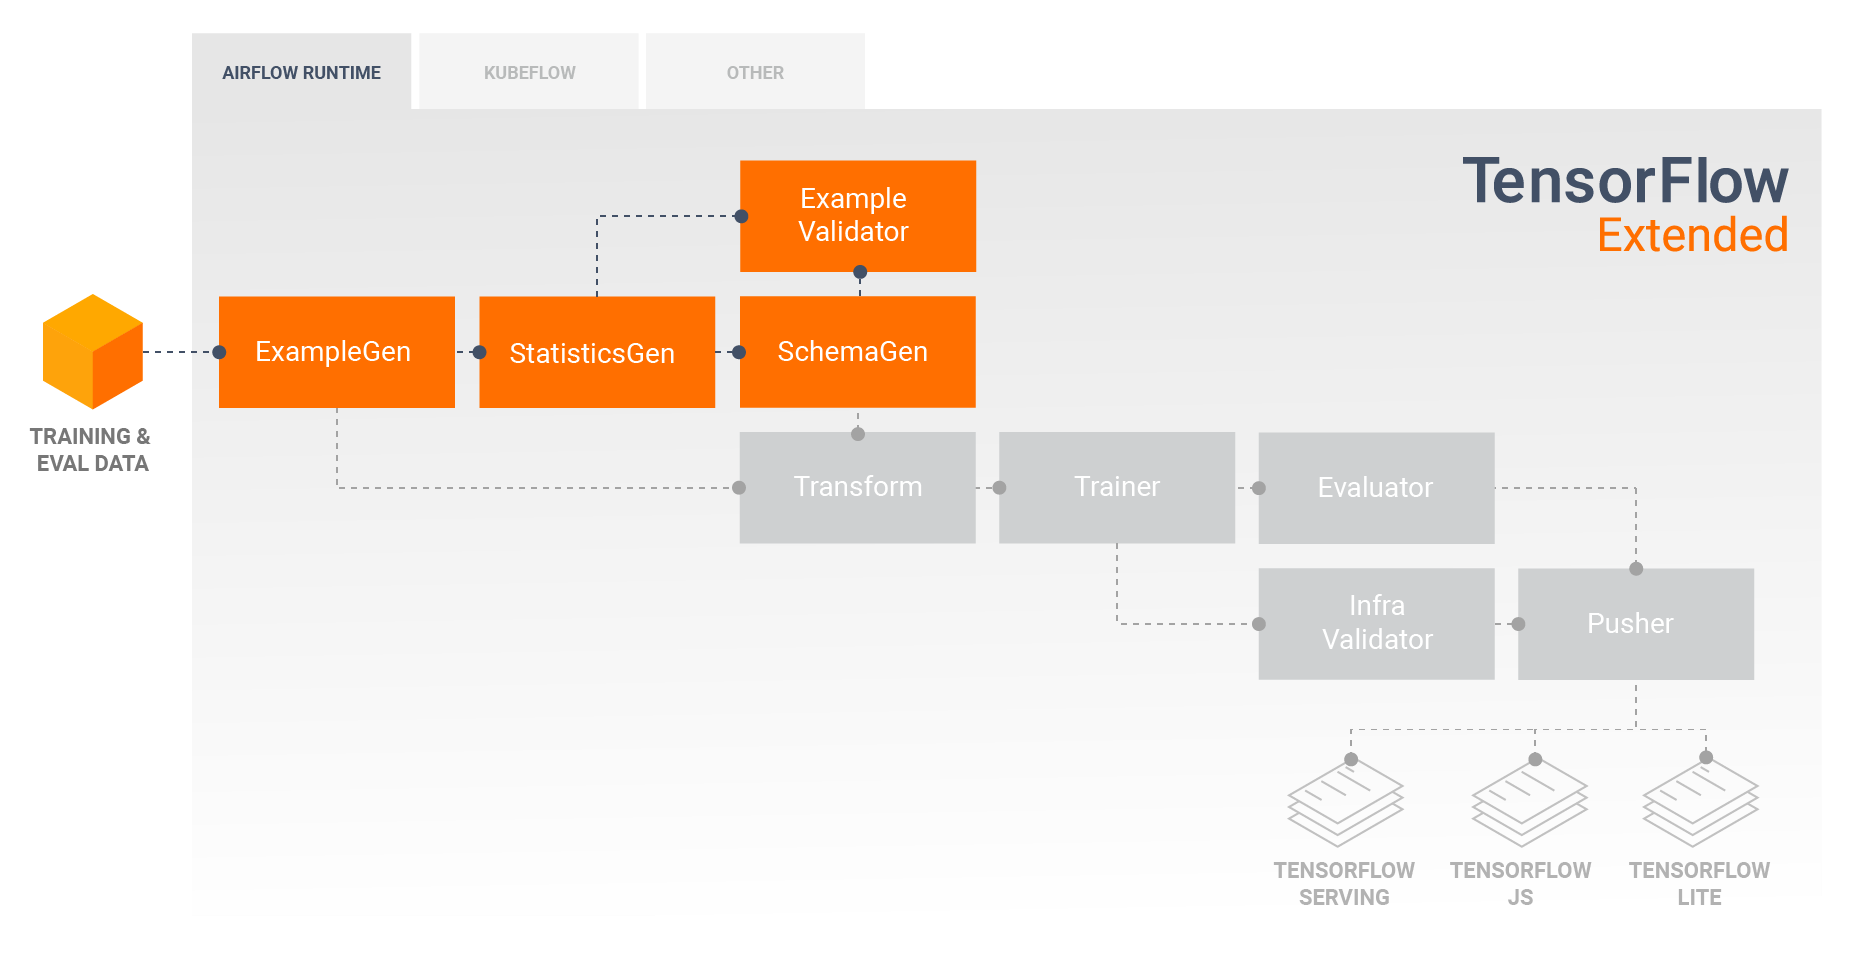 AIRFLOW RUNTIME
KUBEFLOW
OTHER
TensorFlow
Extended
Example
Validator
ExampleGen
StatisticsGen
SchemaGen
TRAINING &
EVAL DATA
Transform
Trainer
Evaluator
Infra
Validator
Pusher
TENSORFLOW
SERVING
TENSORFLOW
JS
TENSORFLOW
LITE